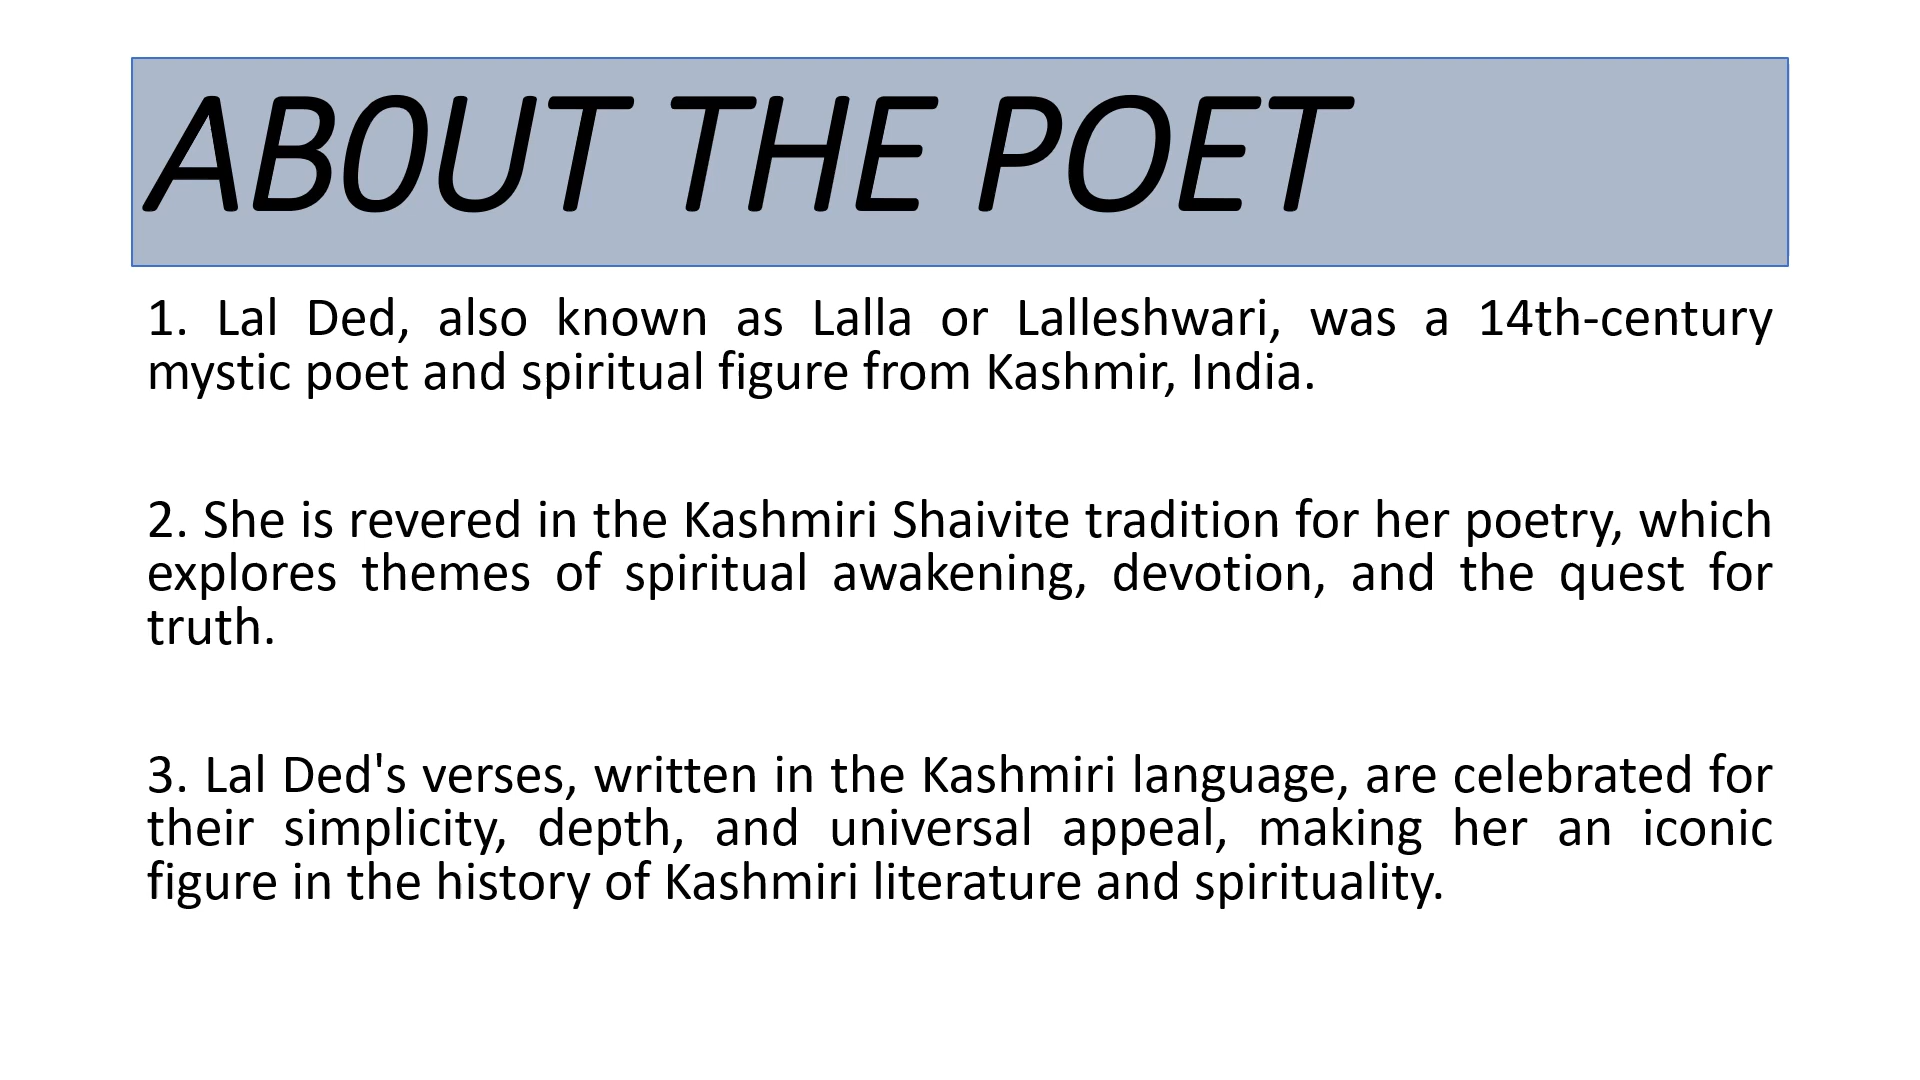 AB0UT THE POET
1. Lal Ded, also known as Lalla or Lalleshwari, was a 14th-century
mystic poet and spiritual figure from Kashmir, India.
2. She is revered in the Kashmiri Shaivite tradition for her poetry, which
explores themes of spiritual awakening, devotion, and the quest for
truth.
3. Lal Ded's verses, written in the Kashmiri language, are celebrated for
their simplicity, depth, and universal appeal, making her an iconic
figure in the history of Kashmiri literature and spirituality.